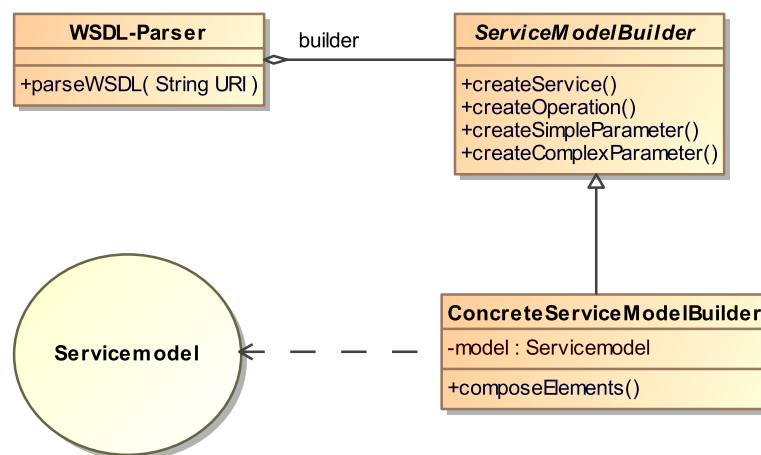 WSDL-Parser
+parseWSDL( String URI )
builder
ServiceModelBuilder
+createService()
+createOperation()
+createSimpleParameter()
+createComplexParameter()
Servicemodel
ConcreteServiceModelBuilder
-model : Servicemodel
+composeElements()